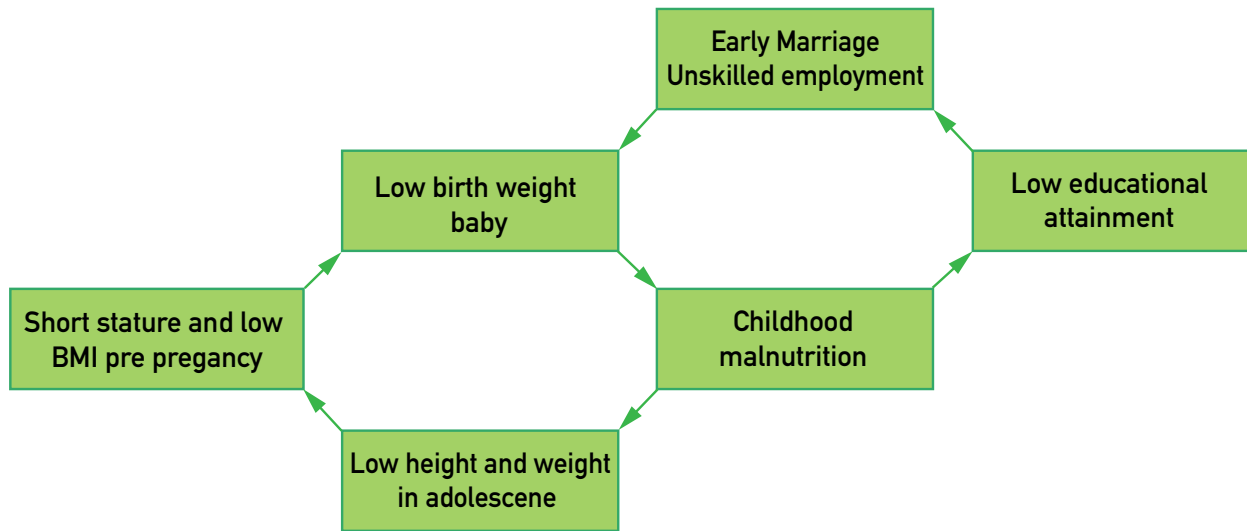 Early Marriage
Unskilled employment
Low birth weight
baby
Low educational
attainment
Short stature and low
BMI pre pregancy
Childhood
malnutrition
Low height and weight
in adolescene